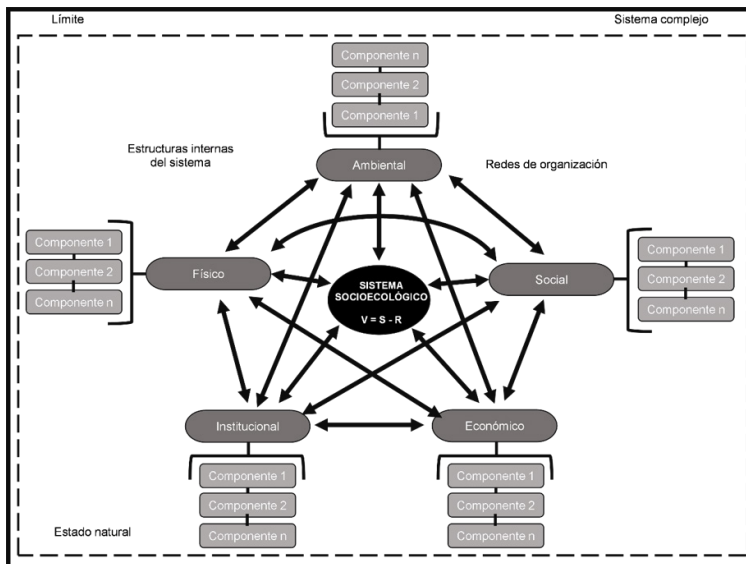 Límite
Sistema complejo
Componente n
Componente 2
Componente 1
Estructuras internas
del sistema
Ambiental
Redes de organización
Componente 1
Componente 2
Componente n
Físico
SISTEMA
SOCIOECOLÓGICO
V = S - R
Social
Componente 1
Componente 2
Componente n
Institucional
Económico
Componente 1
Componente 2
Componente n
Componente 1
Componente 2
Componente n
Estado natural